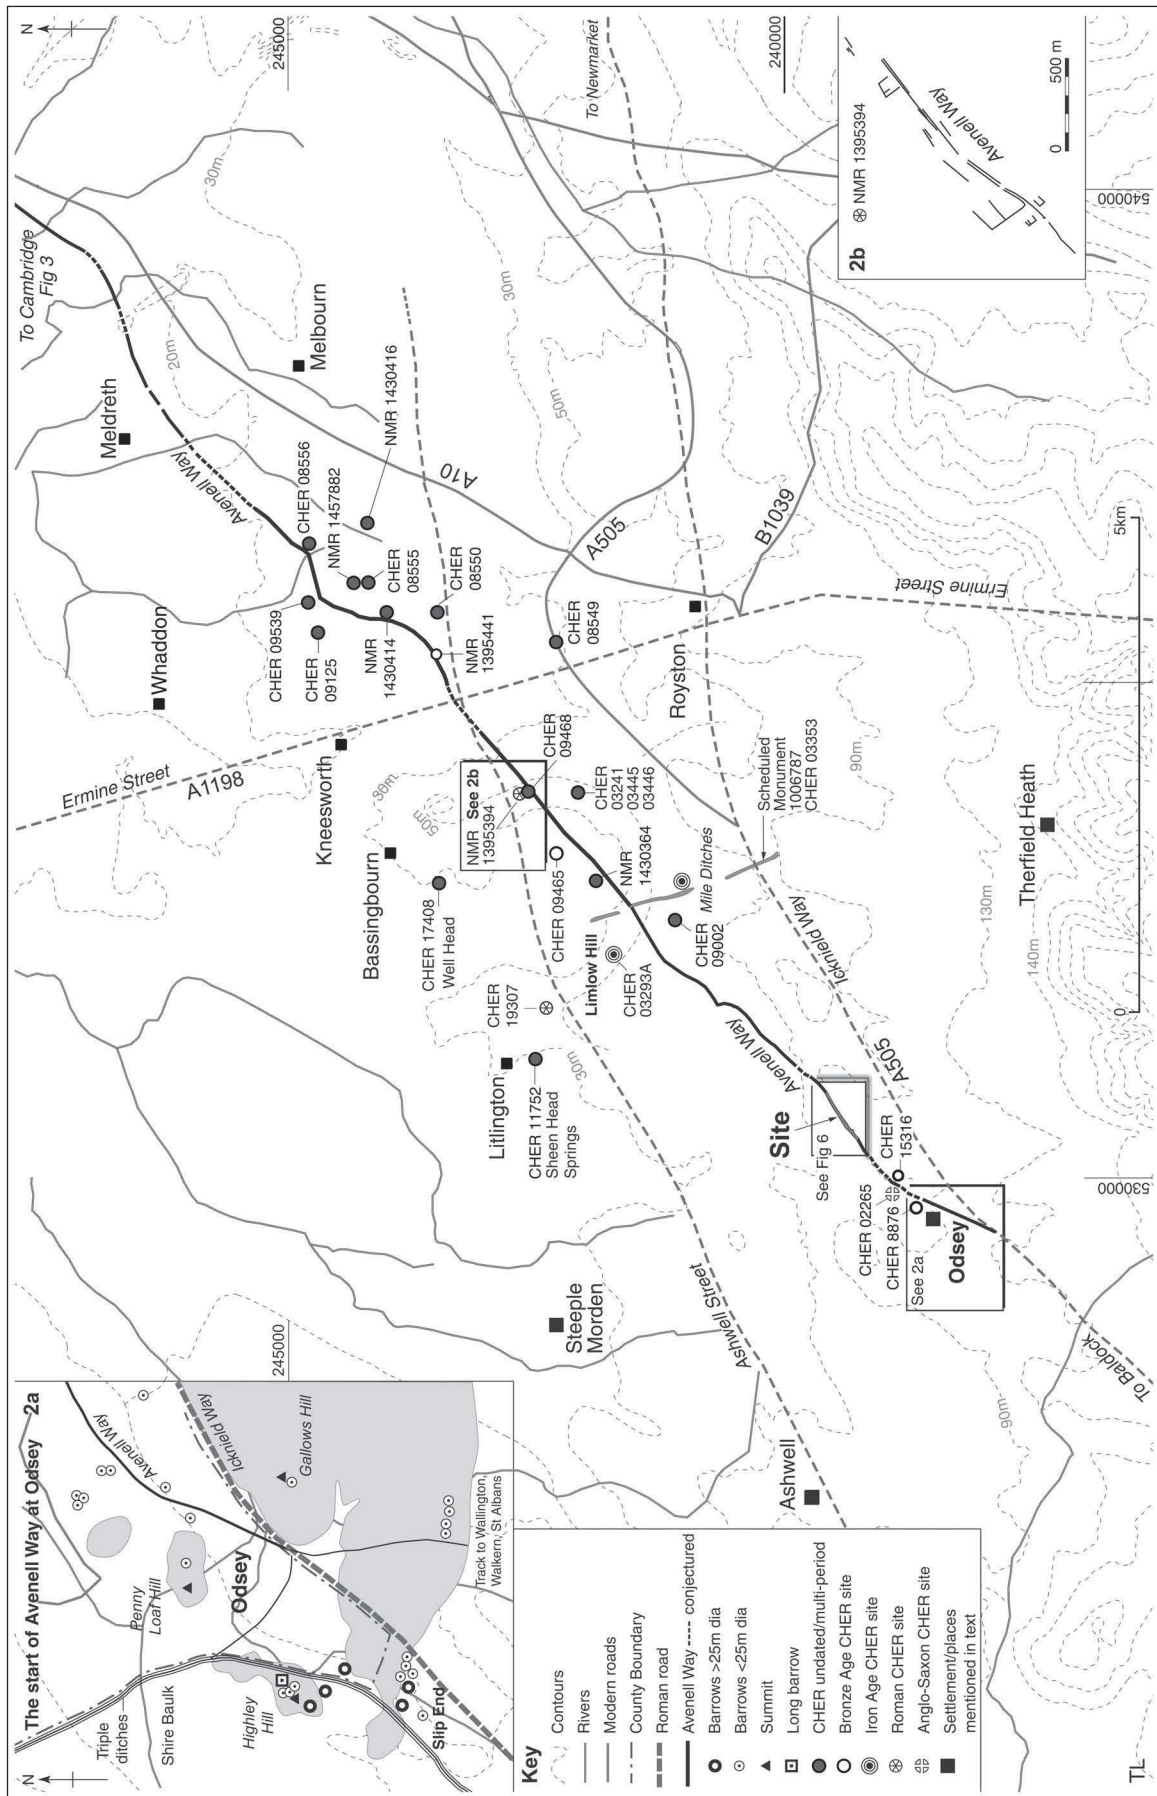 The start of Avenell Way at Odsey 2a
N
Triple
ditches
Shire Baulk
Penny
Loaf Hill
Avenell Way
Highley
Hill
Odsey
Icknield Way
Gallows Hill
Slip End
Track to Wallington,
Walkern, St Albans
245000
Key
Contours
Rivers
Modern roads
County Boundary
Roman road
Avenell Way ---- conjectured
Barrows >25m dia
Barrows <25m dia
Summit
Long barrow
CHER undated/multi-period
Bronze Age CHER site
Iron Age CHER site
Roman CHER site
Anglo-Saxon CHER site
Settlement/places
mentioned in text
TL
N
245000
To Cambridge
Fig 3
30m
20m
Meldreth
Melbourn
Avenell Way
CHER 08556
NMR 1457882
NMR 1430416
CHER
08555
CHER 09539
CHER
09125
Whaddon
NMR
1430414
CHER
08550
NMR
1395441
A10
Ermine Street
A1198
Kneesworth
30m
50m
Bassingbourn
CHER 17408
Well Head
NMR See 2b
1395394
CHER
09468
CHER 09465
CHER
03241
03445
03446
NMR
1430364
CHER
08549
A505
30m
50m
To Newmarket
240000
Litlington
CHER
19307
CHER 11752
Sheen Head
Springs
30m
Limlow Hill
CHER
03293A
CHER
09002
Mile Ditches
Scheduled
Monument
1006787
CHER 03353
Royston
B1039
Ermine Street
Steeple
Morden
Ashwell Street
Ashwell
Avenell Way
Site
See Fig 6
Icknield Way
A505
90m
130m
140m
Therfield Heath
CHER
15316
CHER 02265
CHER 8876
See 2a
Odsey
To Baldock
90m
530000
540000
0
5km
2b
NMR 1395394
Avenell Way
0
500 m